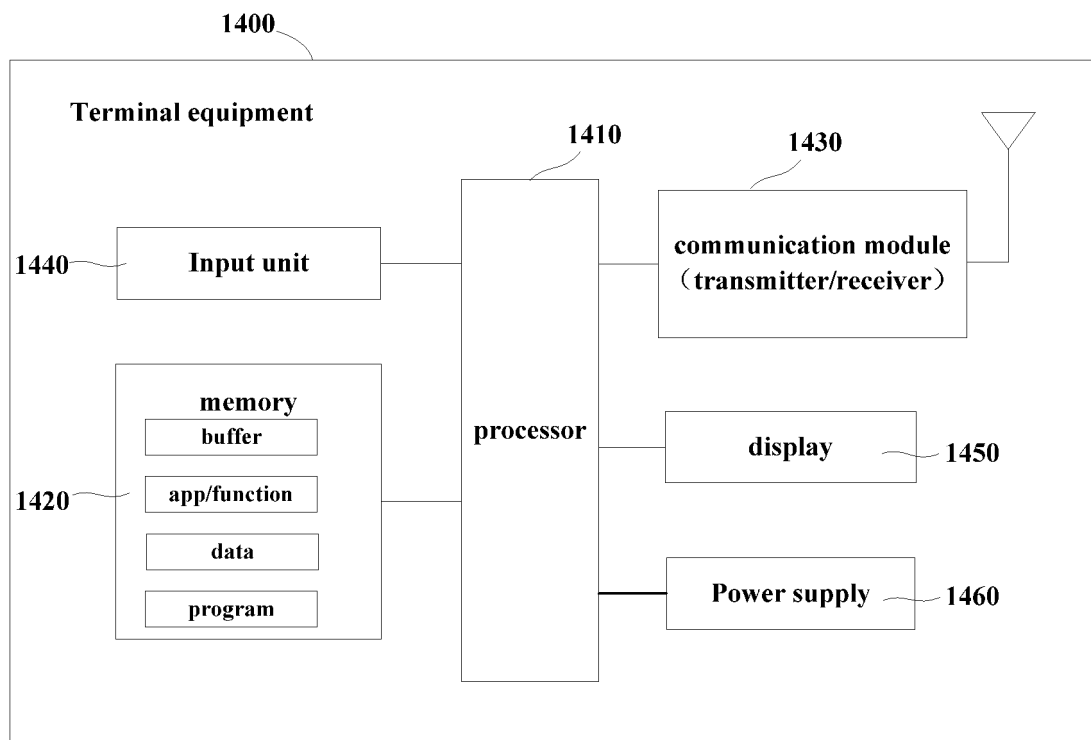 1400
Terminal equipment
1410
1430
1440
Input unit
communication module
（transmitter/receiver）
memory
buffer
app/function
data
program
1420
processor
display
1450
Power supply
1460